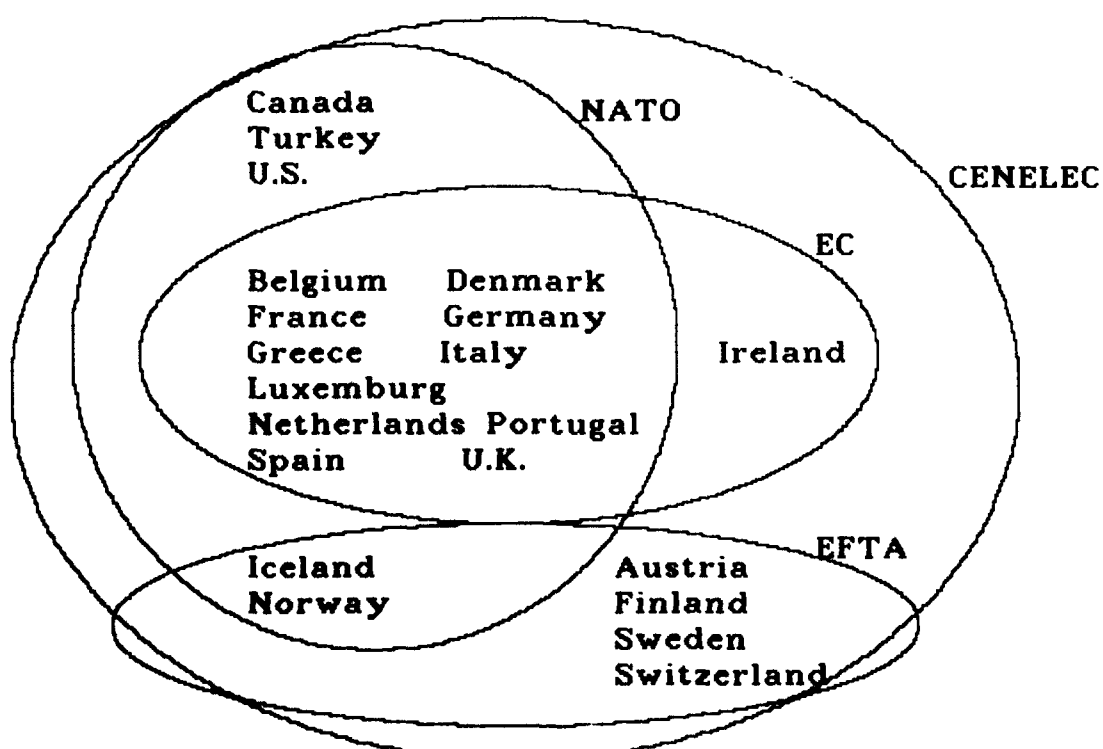 Canada NATO
Turkey
U.S. CENELEC
EC
Belgium Denmark
France Germany
Greece Italy Ireland
Luxemburg
Netherlands Portugal
Spain U.K.
EFTA
Iceland Austria
Norway Finland
Sweden
Switzerland